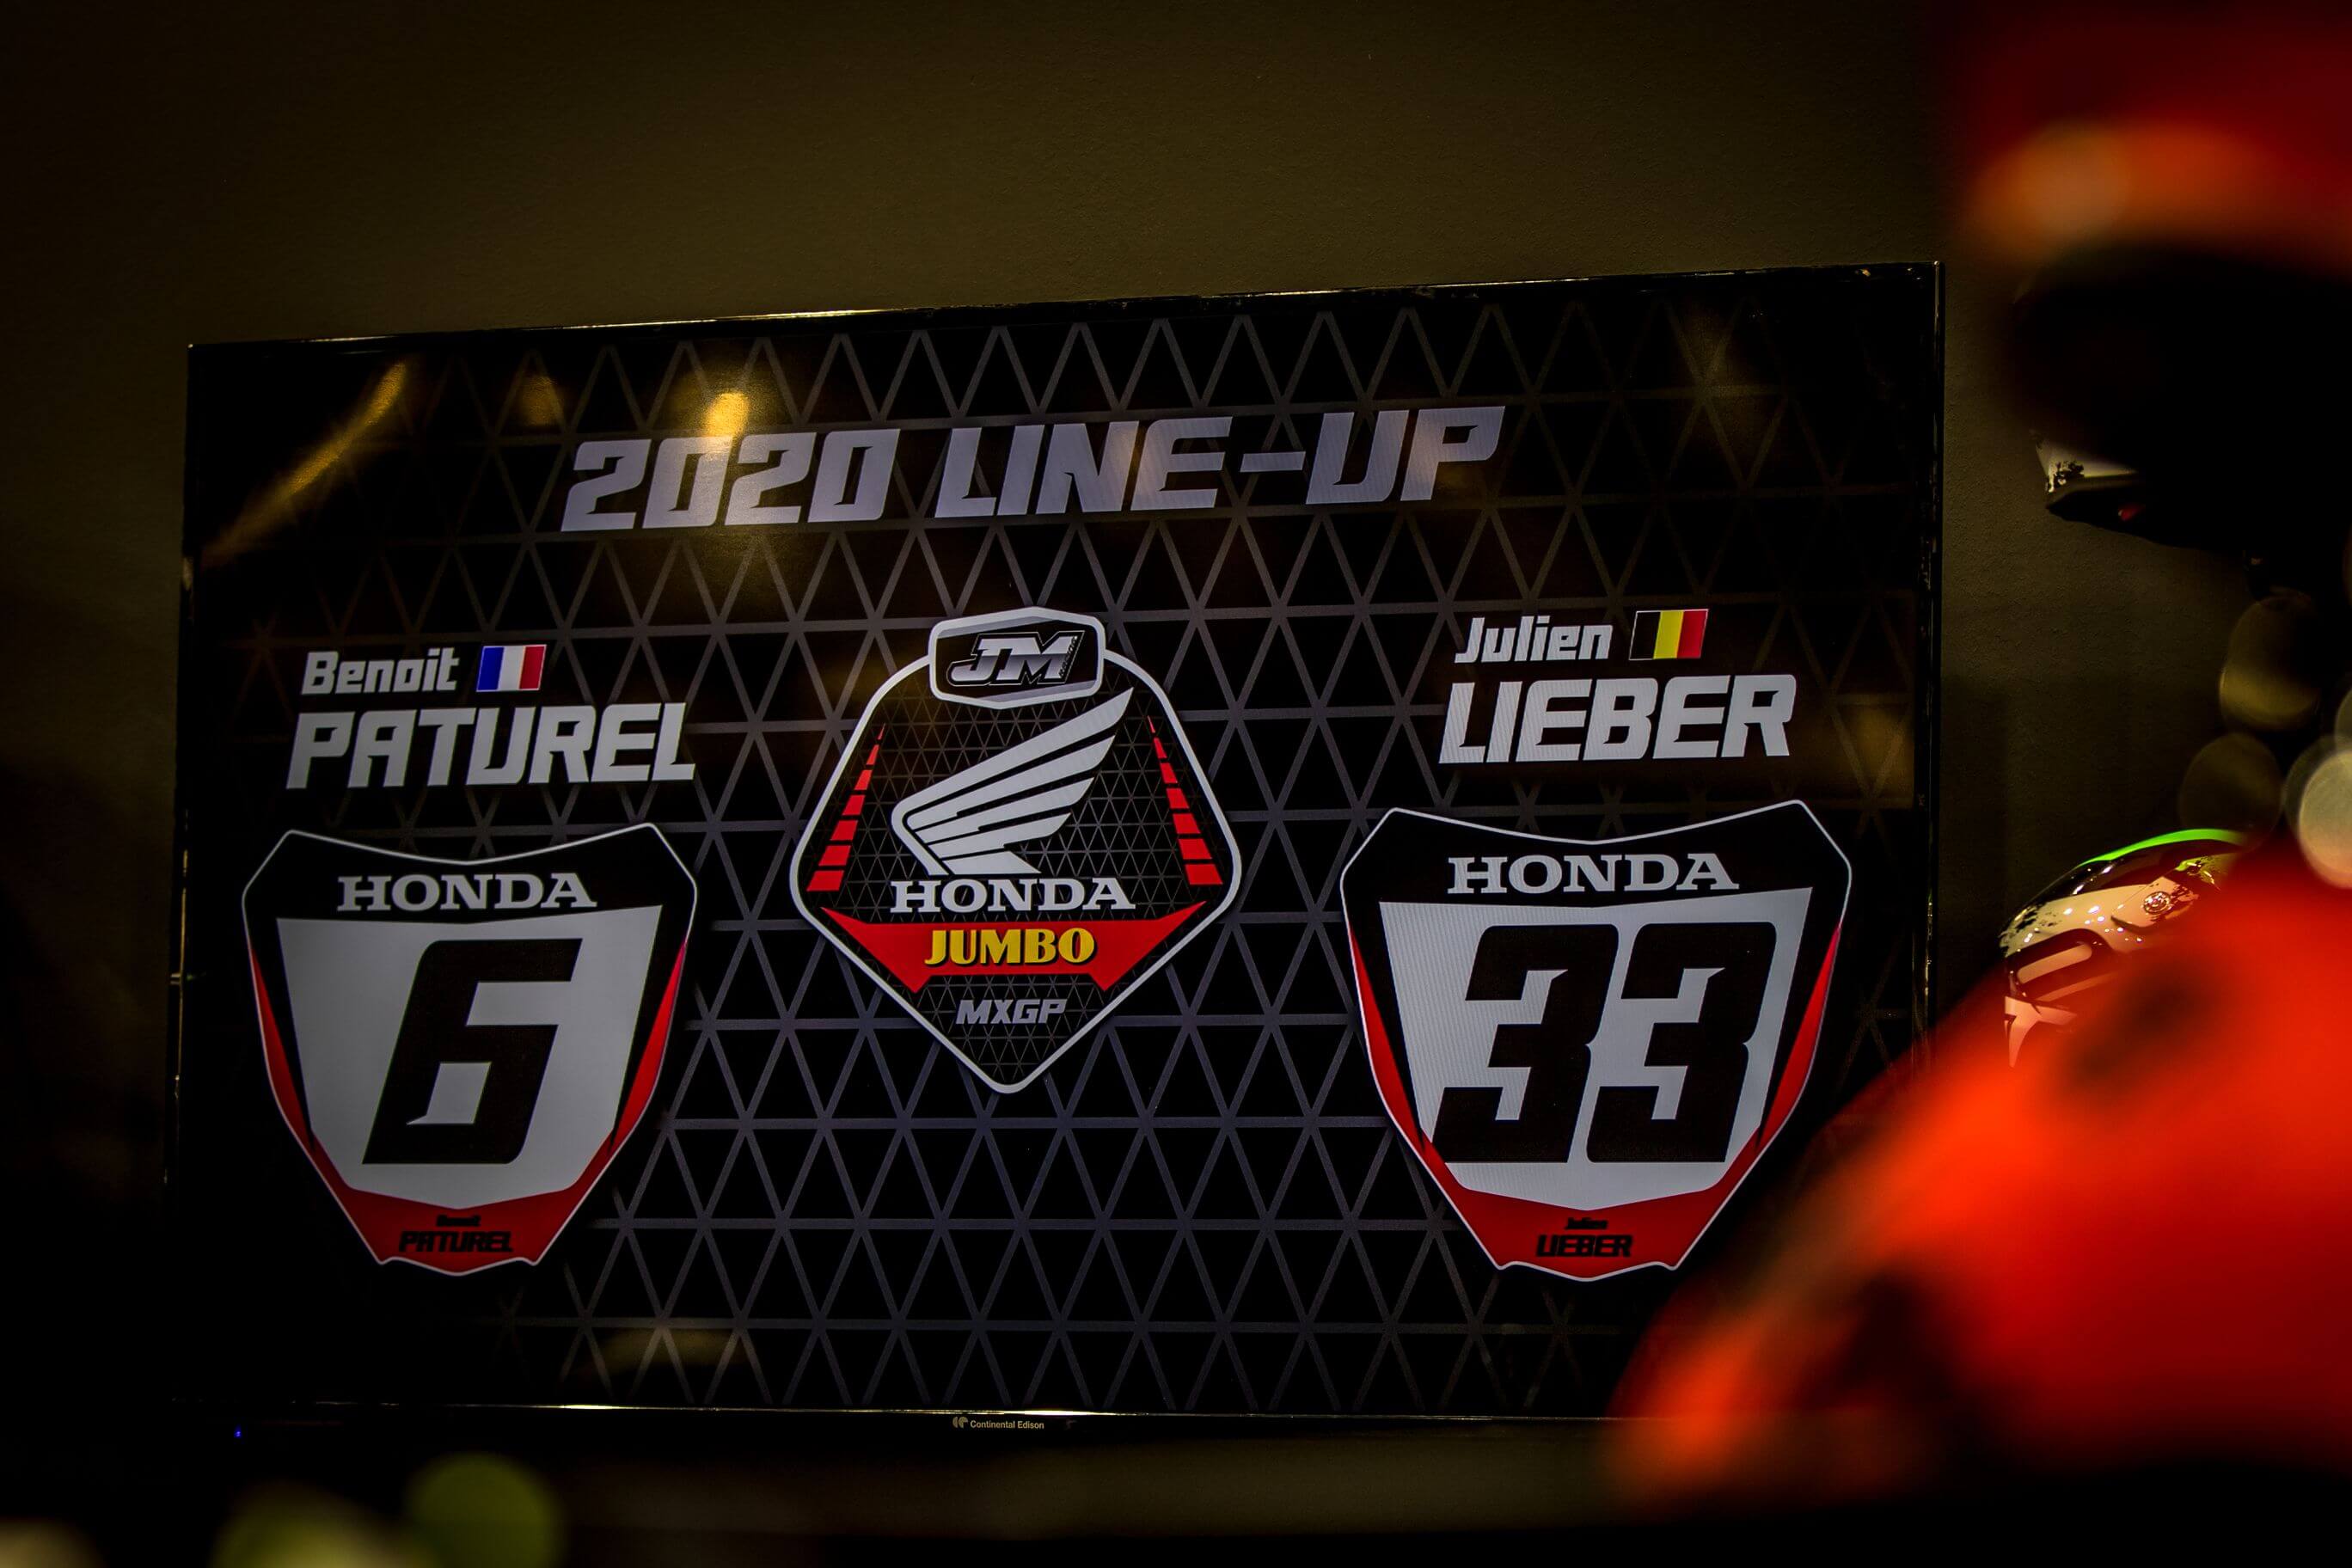 2020 LINE-UP
Benoit
PATUREL
HONDA
6
Benoit
PATUREL
JM
HONDA
JUMBO
MXGP
Julien
LIEBER
HONDA
33
Julien
LIEBER
Continental Edison